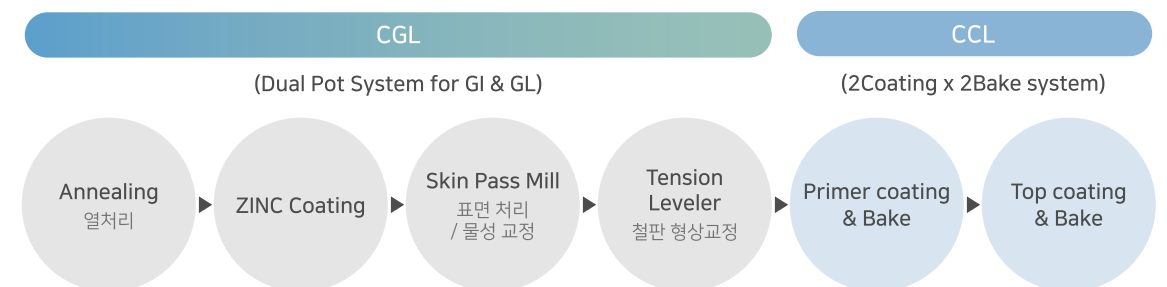 CGL
CCL
(Dual Pot System for GI & GL)
(2Coating x 2Bake system)
Annealing
열처리
ZINC Coating
Skin Pass Mill
표면 처리
/ 물성 교정
Tension
Leveler
철판 형상교정
Primer coating
& Bake
Top coating
& Bake